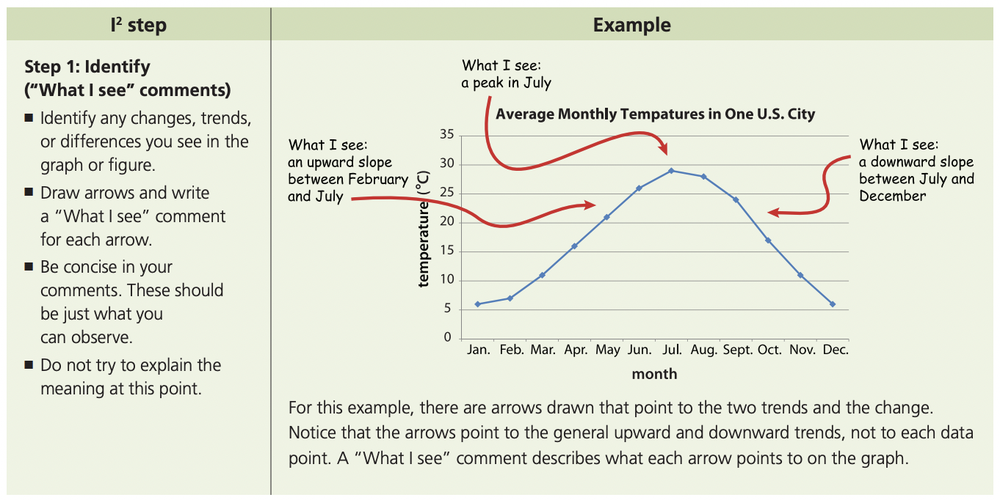 I² step
Example
Step 1: Identify
(“What I see” comments)
■ Identify any changes, trends,
or differences you see in the
graph or figure.
■ Draw arrows and write
a “What I see” comment
for each arrow.
■ Be concise in your
comments. These should
be just what you
can observe.
■ Do not try to explain the
meaning at this point.
What I see:
a peak in July
Average Monthly Tempatures in One U.S. City
What I see:
an upward slope
between February
and July
What I see:
a downward slope
between July and
December
temperature (°C)
35
30
25
20
15
10
5
0
Jan. Feb. Mar. Apr. May Jun. Jul. Aug. Sept. Oct. Nov. Dec.
month
For this example, there are arrows drawn that point to the two trends and the change.
Notice that the arrows point to the general upward and downward trends, not to each data
point. A “What I see” comment describes what each arrow points to on the graph.